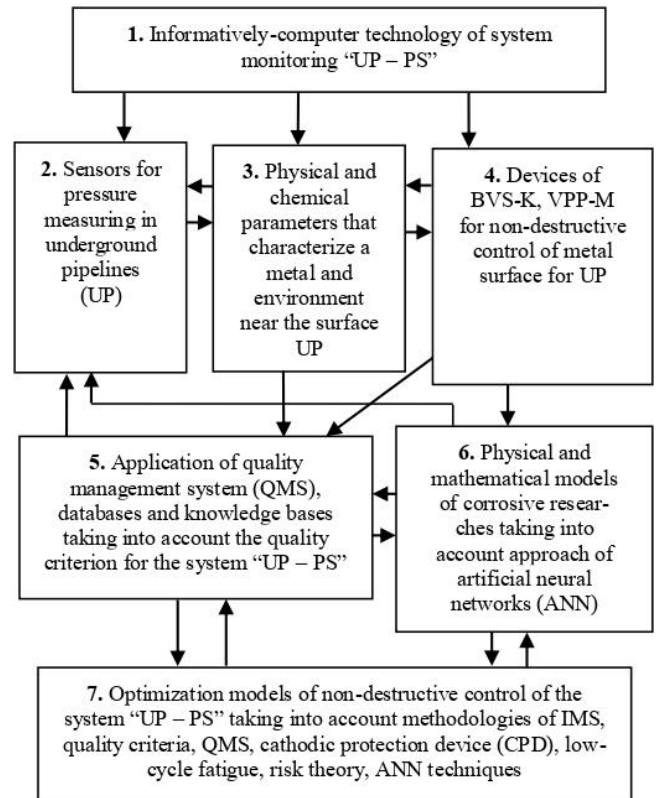 1. Informatively-computer technology of system
monitoring “UP – PS”
2. Sensors for
pressure
measuring in
underground
pipelines
(UP)
3. Physical and
chemical
parameters that
characterize a
metal and
environment
near the surface
UP
4. Devices of
BVS-K, VPP-M
for non-destructive
control of metal
surface for UP
5. Application of quality
management system (QMS),
databases and knowledge bases
taking into account the quality
criterion for the system “UP – PS”
6. Physical and
mathematical models
of corrosive resear-
ches taking into
account approach of
artificial neural
networks (ANN)
7. Optimization models of non-destructive control of the
system “UP – PS” taking into account methodologies of IMS,
quality criteria, QMS, cathodic protection device (CPD), low-
cycle fatigue, risk theory, ANN techniques